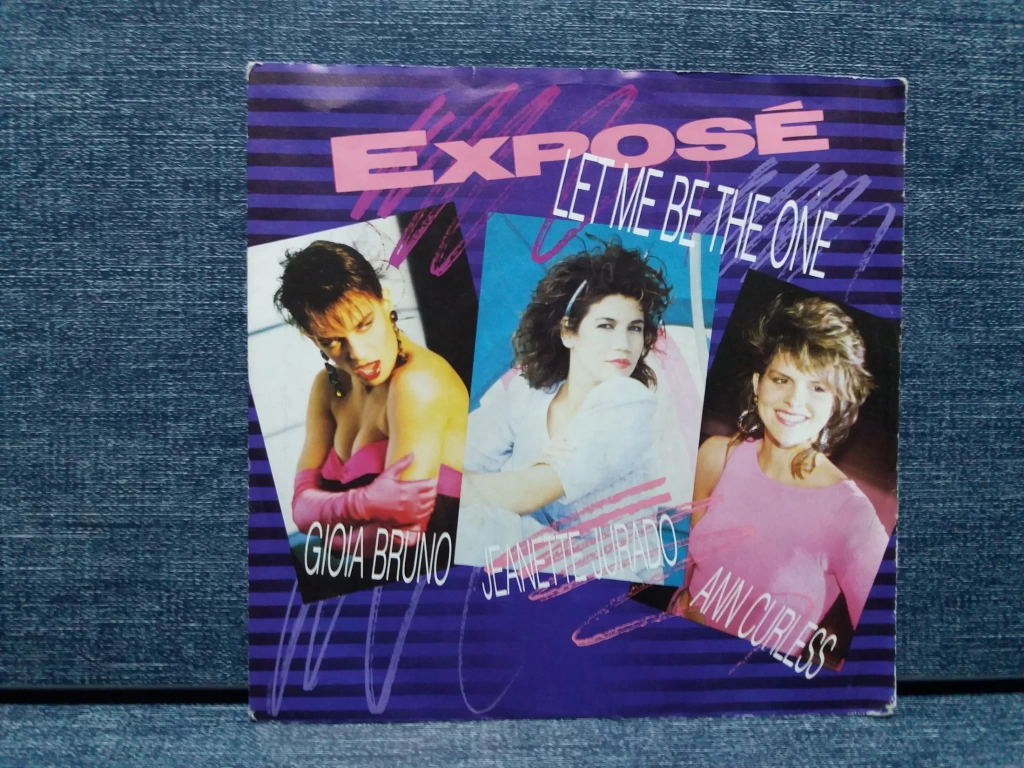 EXPOSÉ
LET ME BE THE ONE
GIOIA BRUNO
JEANETTE JURADO
ANN CURLESS